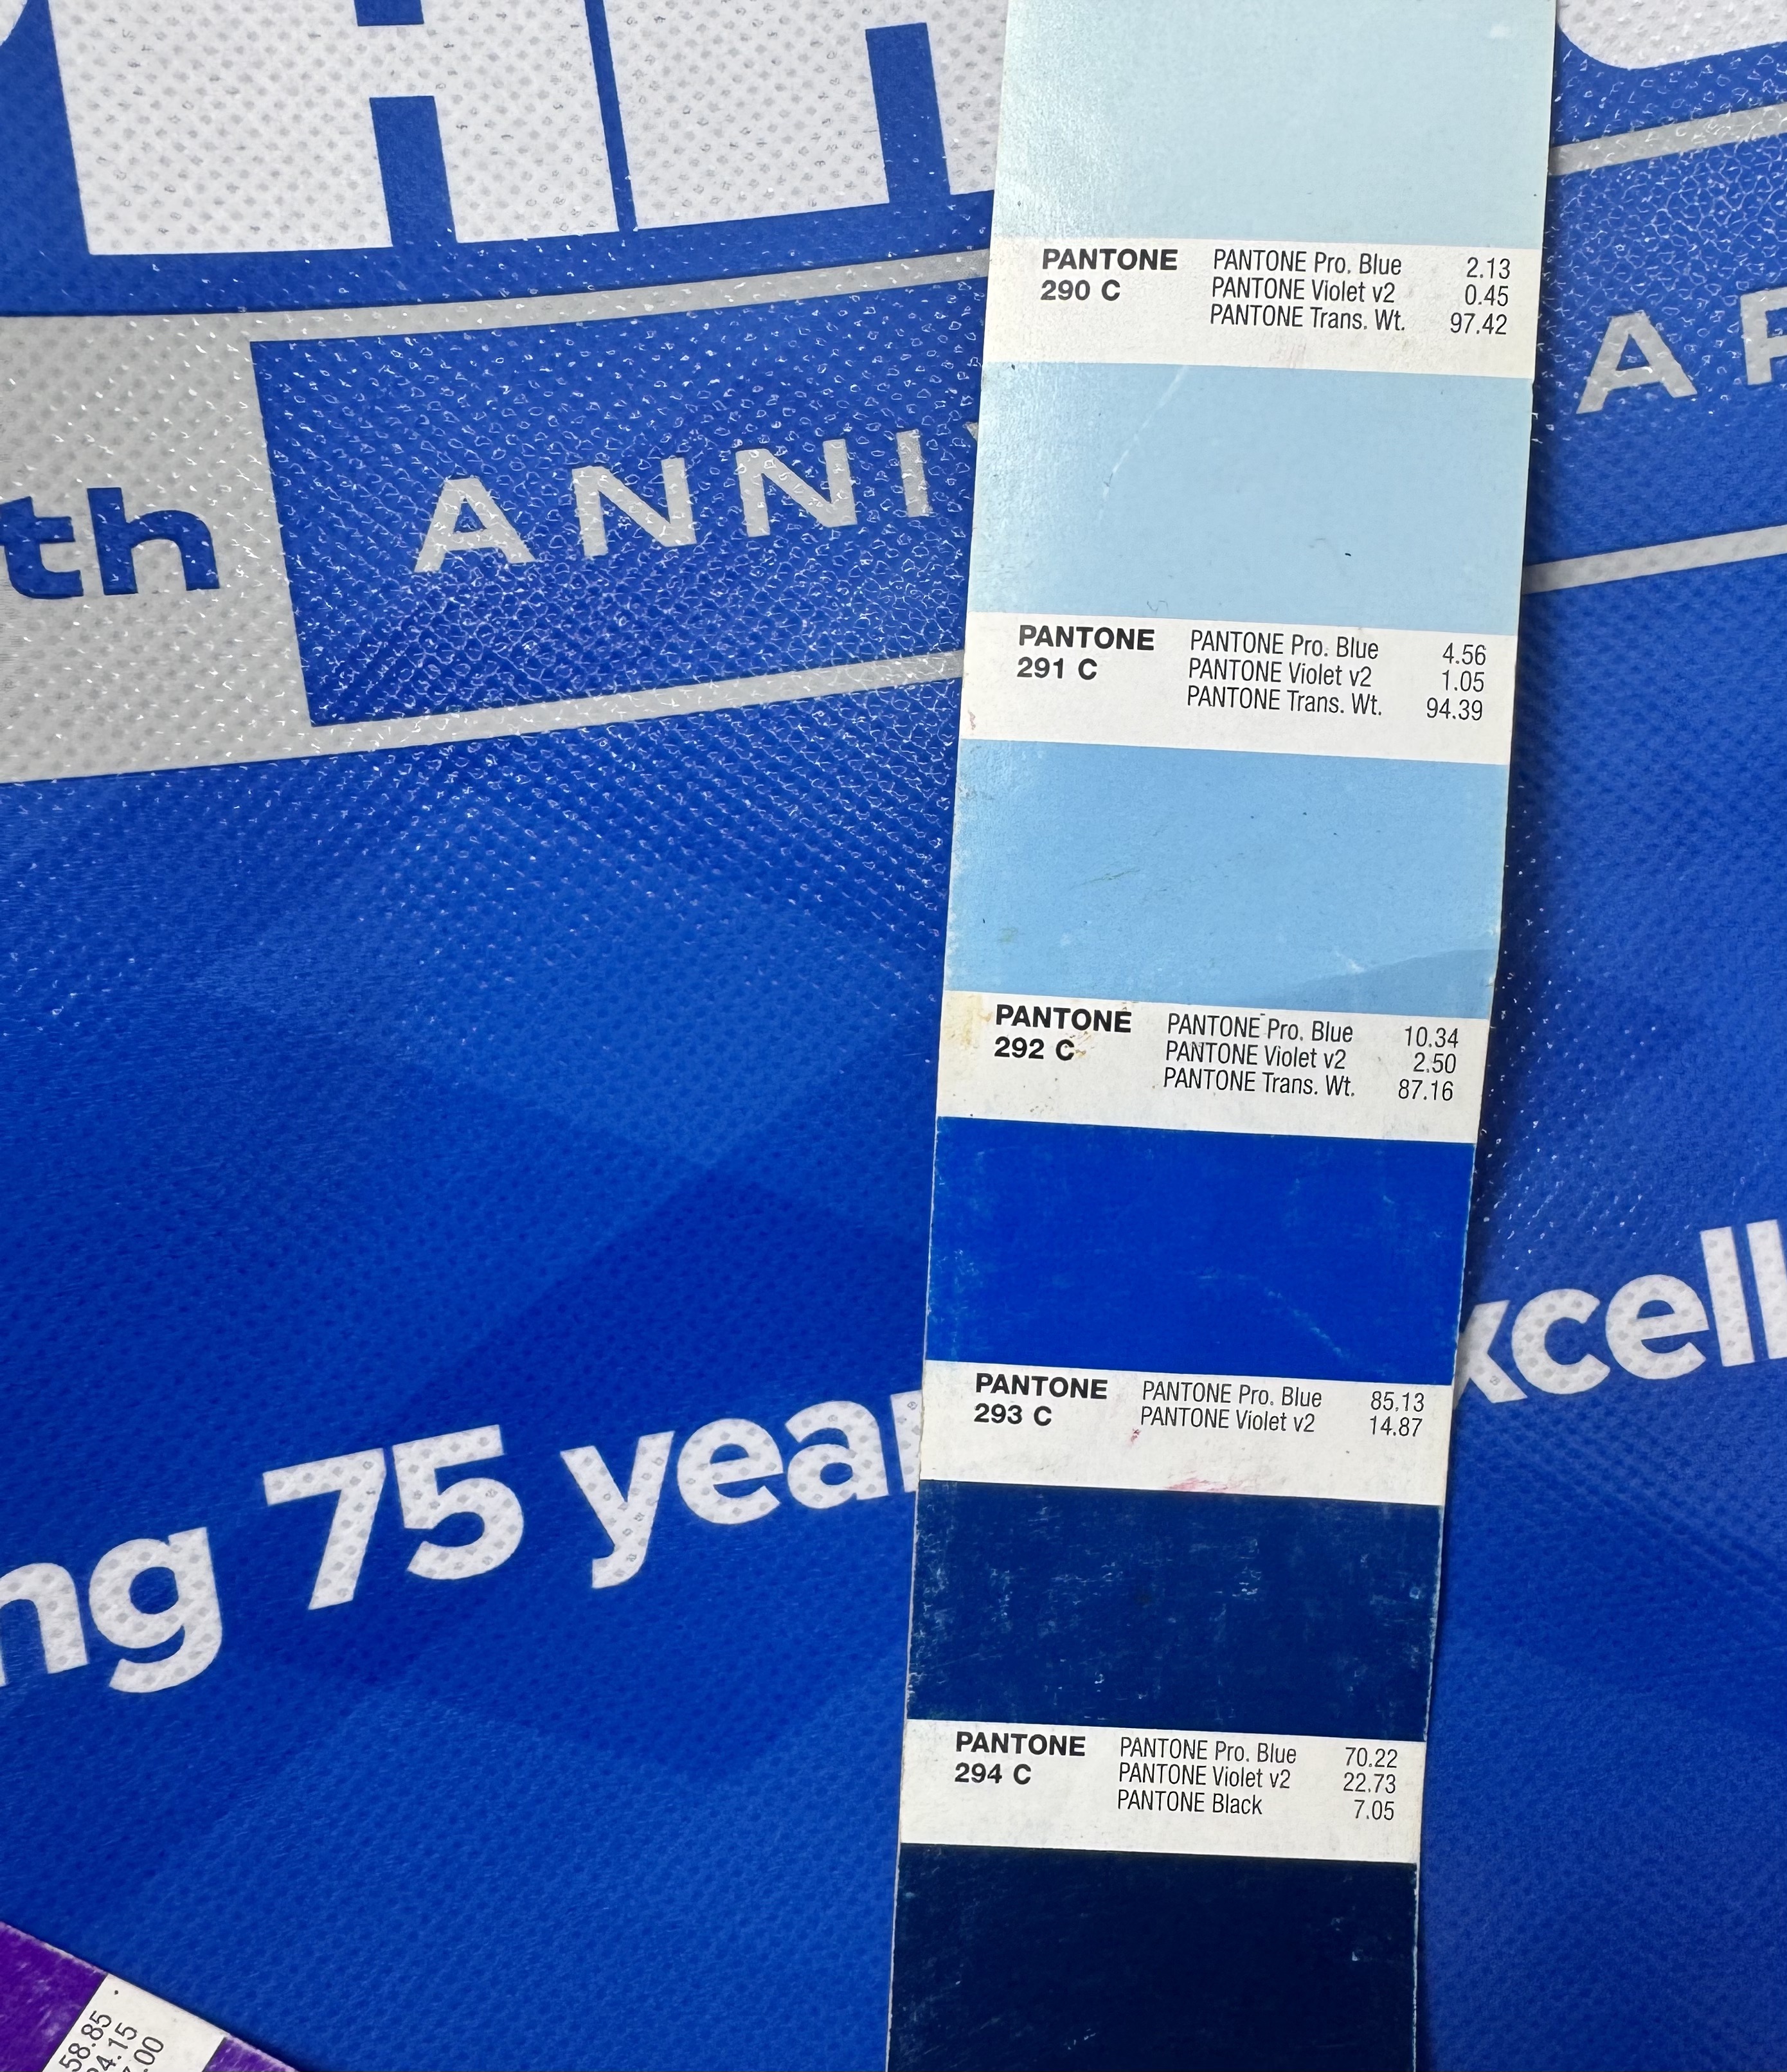 PANTONE
290 C
PANTONE Pro. Blue 2.13
PANTONE Violet v2 0.45
PANTONE Trans. Wt. 97.42
th
ANNI
A
PANTONE
291 C
PANTONE Pro. Blue 4.56
PANTONE Violet v2 1.05
PANTONE Trans. Wt. 94.39
PANTONE
292 C
PANTONE Pro. Blue 10.34
PANTONE Violet v2 2.50
PANTONE Trans. Wt. 87.16
PANTONE
293 C
PANTONE Pro. Blue 85.13
PANTONE Violet v2 14.87
ng 75 year xcell
PANTONE
294 C
PANTONE Pro. Blue 70.22
PANTONE Violet v2 22.73
PANTONE Black 7.05
58.85